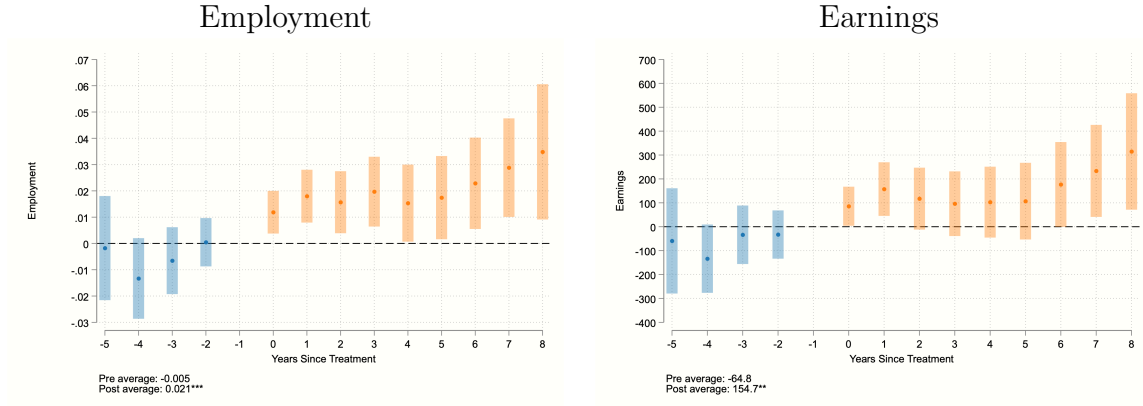 Employment
Earnings
.07
.06
.05
.04
.03
.02
.01
0
-.01
-.02
-.03
Employment
-5 -4 -3 -2 -1 0 1 2 3 4 5 6 7 8
Years Since Treatment
Pre average: -0.005
Post average: 0.021***
700
600
500
400
300
200
100
0
-100
-200
-300
-400
Earnings
-5 -4 -3 -2 -1 0 1 2 3 4 5 6 7 8
Years Since Treatment
Pre average: -64.8
Post average: 154.7**